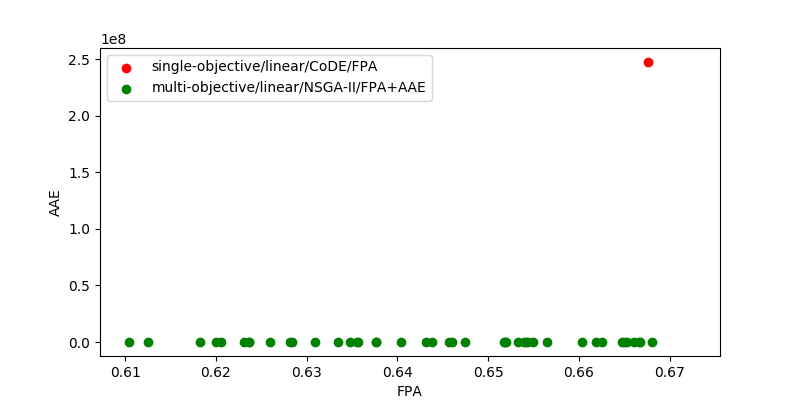 1e8
single-objective/linear/CoDE/FPA
multi-objective/linear/NSGA-II/FPA+AAE
2.5
2.0
1.5
1.0
0.5
0.0
AAE
0.61 0.62 0.63 0.64 0.65 0.66 0.67
FPA